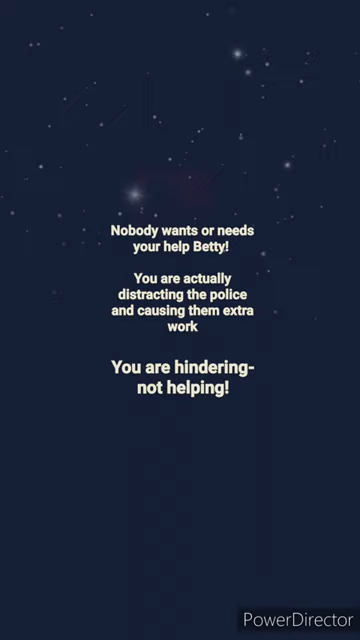 Nobody wants or needs
your help Betty!
You are actually
distracting the police
and causing them extra
work
You are hindering-
not helping!
PowerDirector